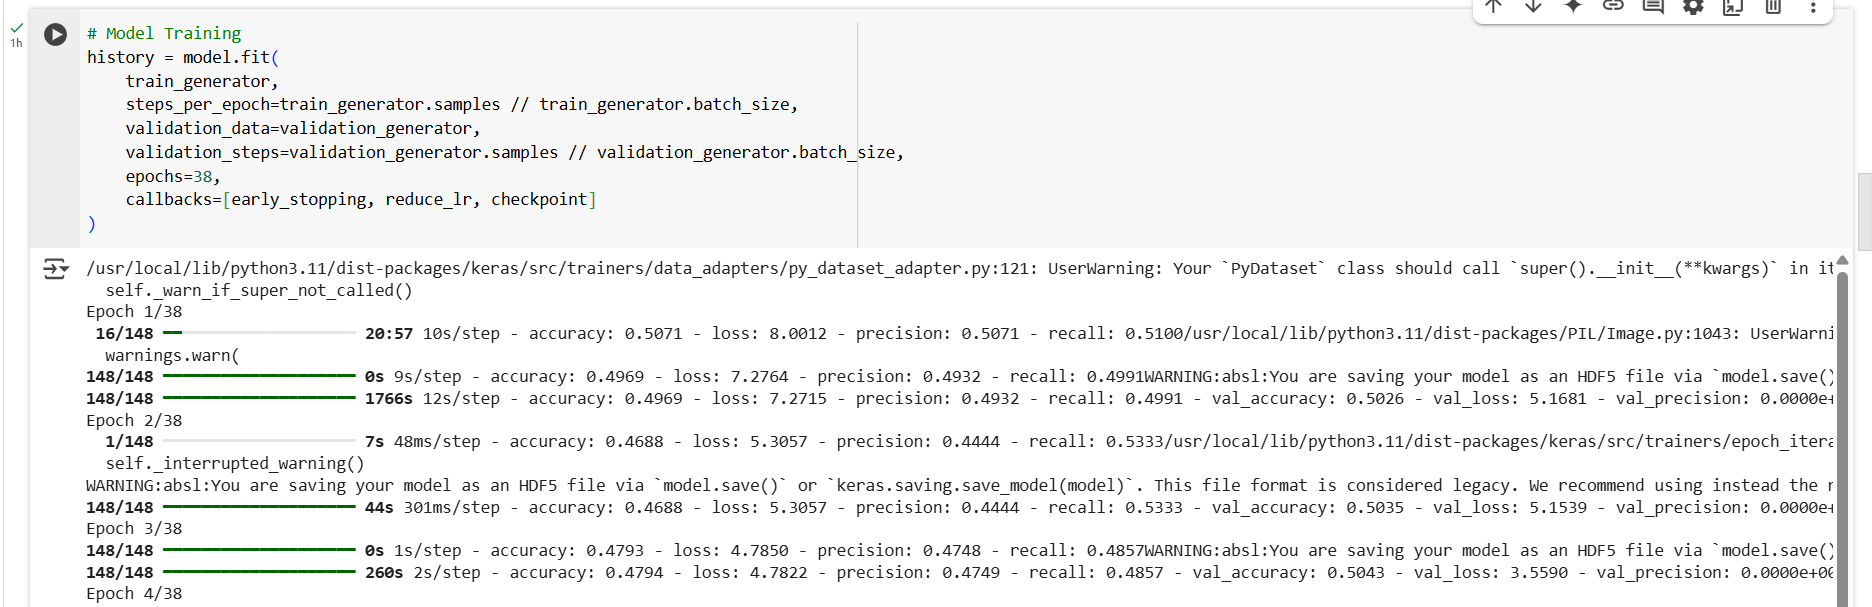 1h
# Model Training
history = model.fit(
    train_generator,
    steps_per_epoch=train_generator.samples // train_generator.batch_size,
    validation_data=validation_generator,
    validation_steps=validation_generator.samples // validation_generator.batch_size,
    epochs=38,
    callbacks=[early_stopping, reduce_lr, checkpoint]
)
/usr/local/lib/python3.11/dist-packages/keras/src/trainers/data_adapters/py_dataset_adapter.py:121: UserWarning: Your `PyDataset` class should call `super().__init__(**kwargs)` in it
  self._warn_if_super_not_called()
Epoch 1/38
 16/148 20:57 10s/step - accuracy: 0.5071 - loss: 8.0012 - precision: 0.5071 - recall: 0.5100/usr/local/lib/python3.11/dist-packages/PIL/Image.py:1043: UserWarni
  warnings.warn(
148/148 0s 9s/step - accuracy: 0.4969 - loss: 7.2764 - precision: 0.4932 - recall: 0.4991WARNING:absl:You are saving your model as an HDF5 file via `model.save()
148/148 1766s 12s/step - accuracy: 0.4969 - loss: 7.2715 - precision: 0.4932 - recall: 0.4991 - val_accuracy: 0.5026 - val_loss: 5.1681 - val_precision: 0.0000e+
Epoch 2/38
  1/148 7s 48ms/step - accuracy: 0.4688 - loss: 5.3057 - precision: 0.4444 - recall: 0.5333/usr/local/lib/python3.11/dist-packages/keras/src/trainers/epoch_itera
  self._interrupted_warning()
WARNING:absl:You are saving your model as an HDF5 file via `model.save()` or `keras.saving.save_model(model)`. This file format is considered legacy. We recommend using instead the n
148/148 44s 301ms/step - accuracy: 0.4688 - loss: 5.3057 - precision: 0.4444 - recall: 0.5333 - val_accuracy: 0.5035 - val_loss: 5.1539 - val_precision: 0.0000e+
Epoch 3/38
148/148 0s 1s/step - accuracy: 0.4793 - loss: 4.7850 - precision: 0.4748 - recall: 0.4857WARNING:absl:You are saving your model as an HDF5 file via `model.save()
148/148 260s 2s/step - accuracy: 0.4794 - loss: 4.7822 - precision: 0.4749 - recall: 0.4857 - val_accuracy: 0.5043 - val_loss: 3.5590 - val_precision: 0.0000e+00
Epoch 4/38